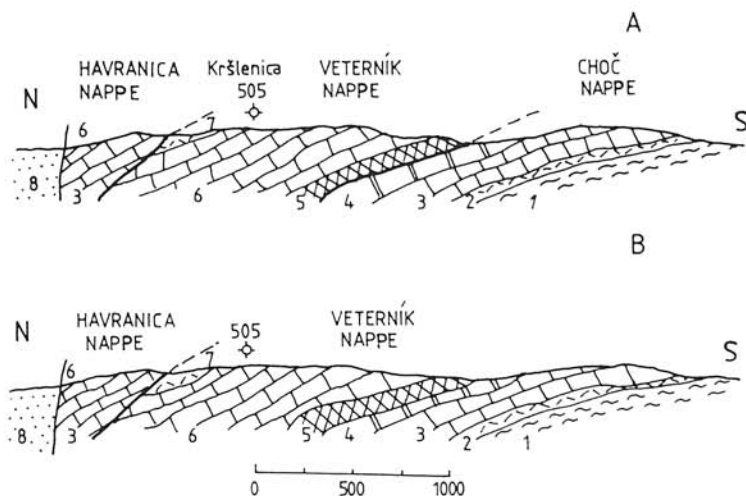 A
HAVRANICA NAPPE
Kršlenica 505
VETERNÍK NAPPE
CHOČ NAPPE
N
S
6
7
8
3
6
5
4
3
2
1
B
HAVRANICA NAPPE
505
VETERNÍK NAPPE
N
S
6
7
8
3
6
5
4
3
2
1
0 500 1000